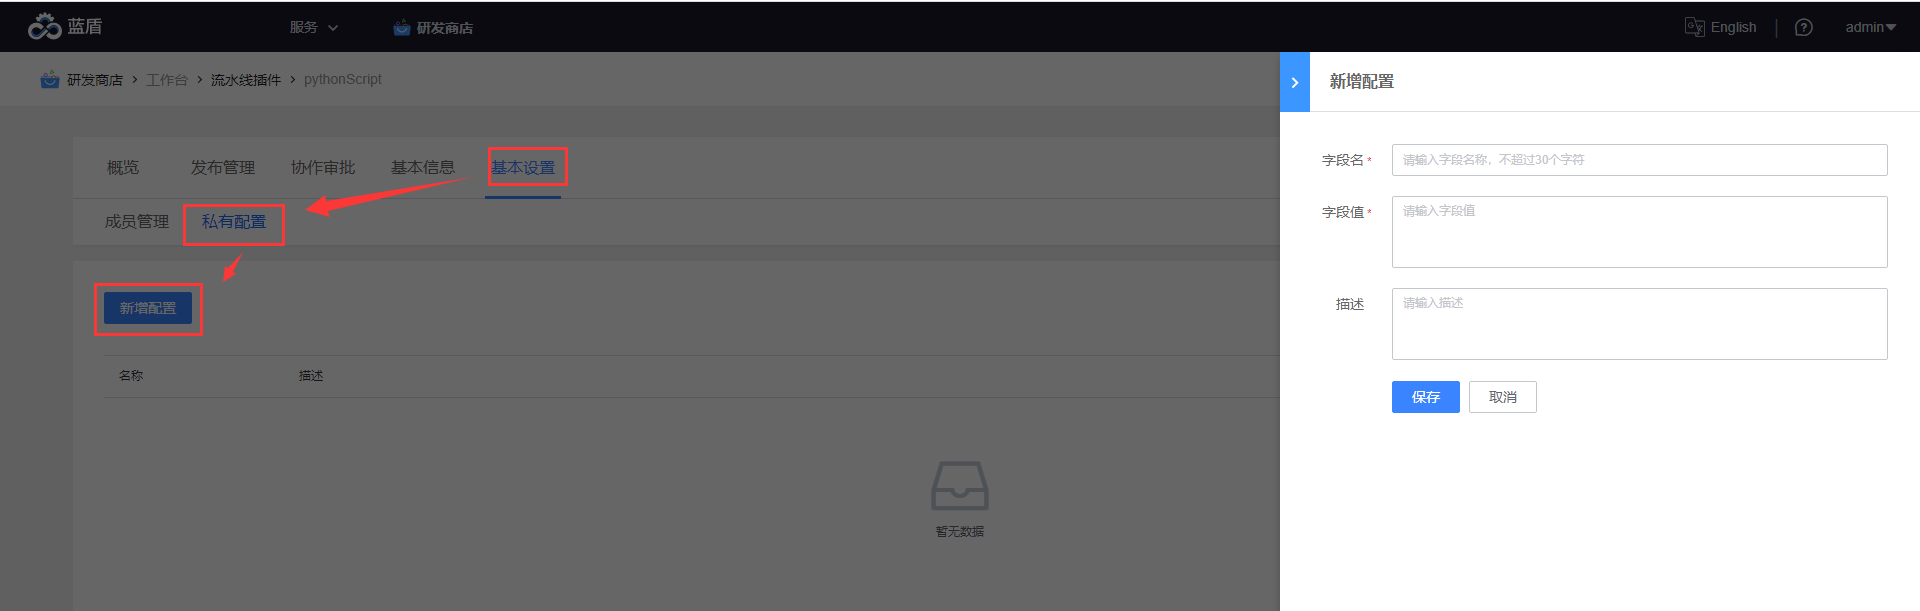 蓝盾 服务 研发商店 English admin
研发商店 > 工作台 > 流水线插件 > pythonScript
新增配置
概览 发布管理 协作审批 基本信息 基本设置
成员管理 私有配置
新增配置
名称 描述
暂无数据
字段名 * 请输入字段名称，不超过30个字符
字段值 * 请输入字段值
描述 请输入描述
保存 取消